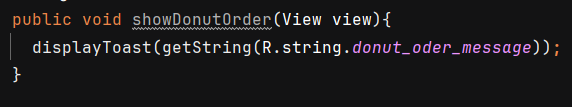 public void showDonutOrder(View view){
displayToast(getString(R.string.donut_oder_message));
}